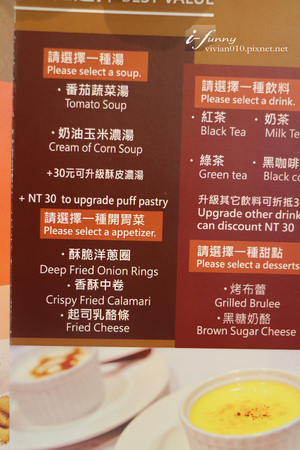 BEST VALUE
i-funny
vivian010.pixnet.net
請選擇一種湯
Please select a soup.
・番茄蔬菜湯
Tomato Soup
・奶油玉米濃湯
Cream of Corn Soup
+30元可升級酥皮濃湯
+ NT 30 to upgrade puff pastry
請選擇一種開胃菜
Please select a appetizer.
・酥脆洋蔥圈
Deep Fried Onion Rings
・香酥中卷
Crispy Fried Calamari
・起司乳酪條
Fried Cheese
請選擇一種飲料
Please select a drink.
・紅茶 ・奶茶
Black Tea Milk Te
・綠茶 ・黑咖啡
Green tea Black
升級其它飲料可折抵3
Upgrade other drink
can discount NT 30
請選擇一種甜點
Please select a desserts
・烤布蕾
Grilled Brulee
・黑糖奶酪
Brown Sugar Cheese